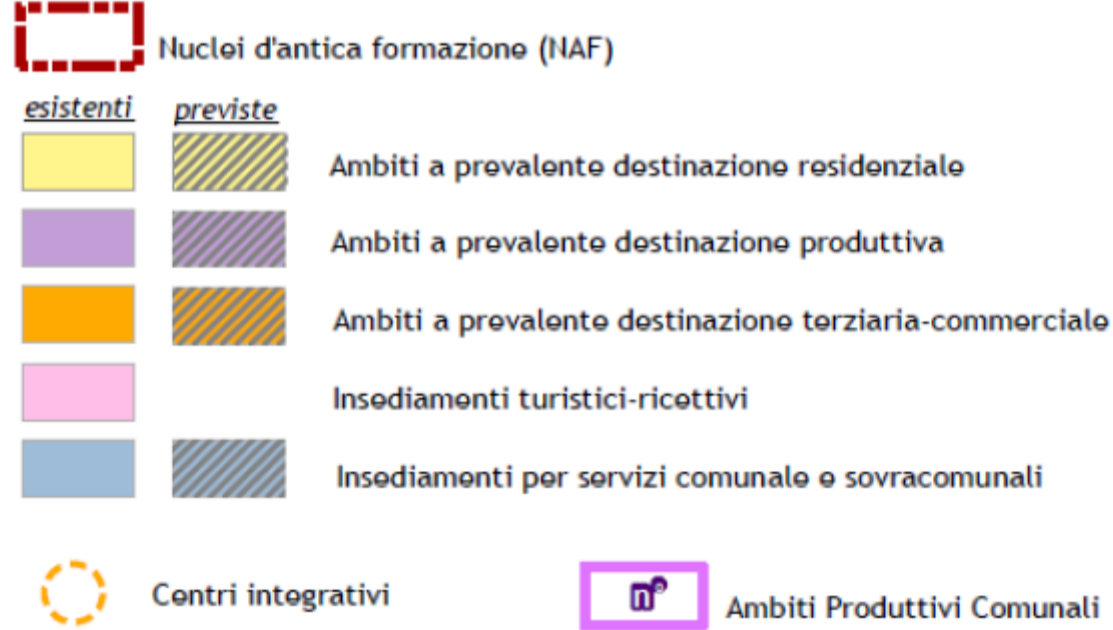 Nuclei d'antica formazione (NAF)
esistenti previste
Ambiti a prevalente destinazione residenziale
Ambiti a prevalente destinazione produttiva
Ambiti a prevalente destinazione terziaria-commerciale
Insediamenti turistici-ricettivi
Insediamenti per servizi comunale e sovracomunali
Centri integrativi
n° Ambiti Produttivi Comunali